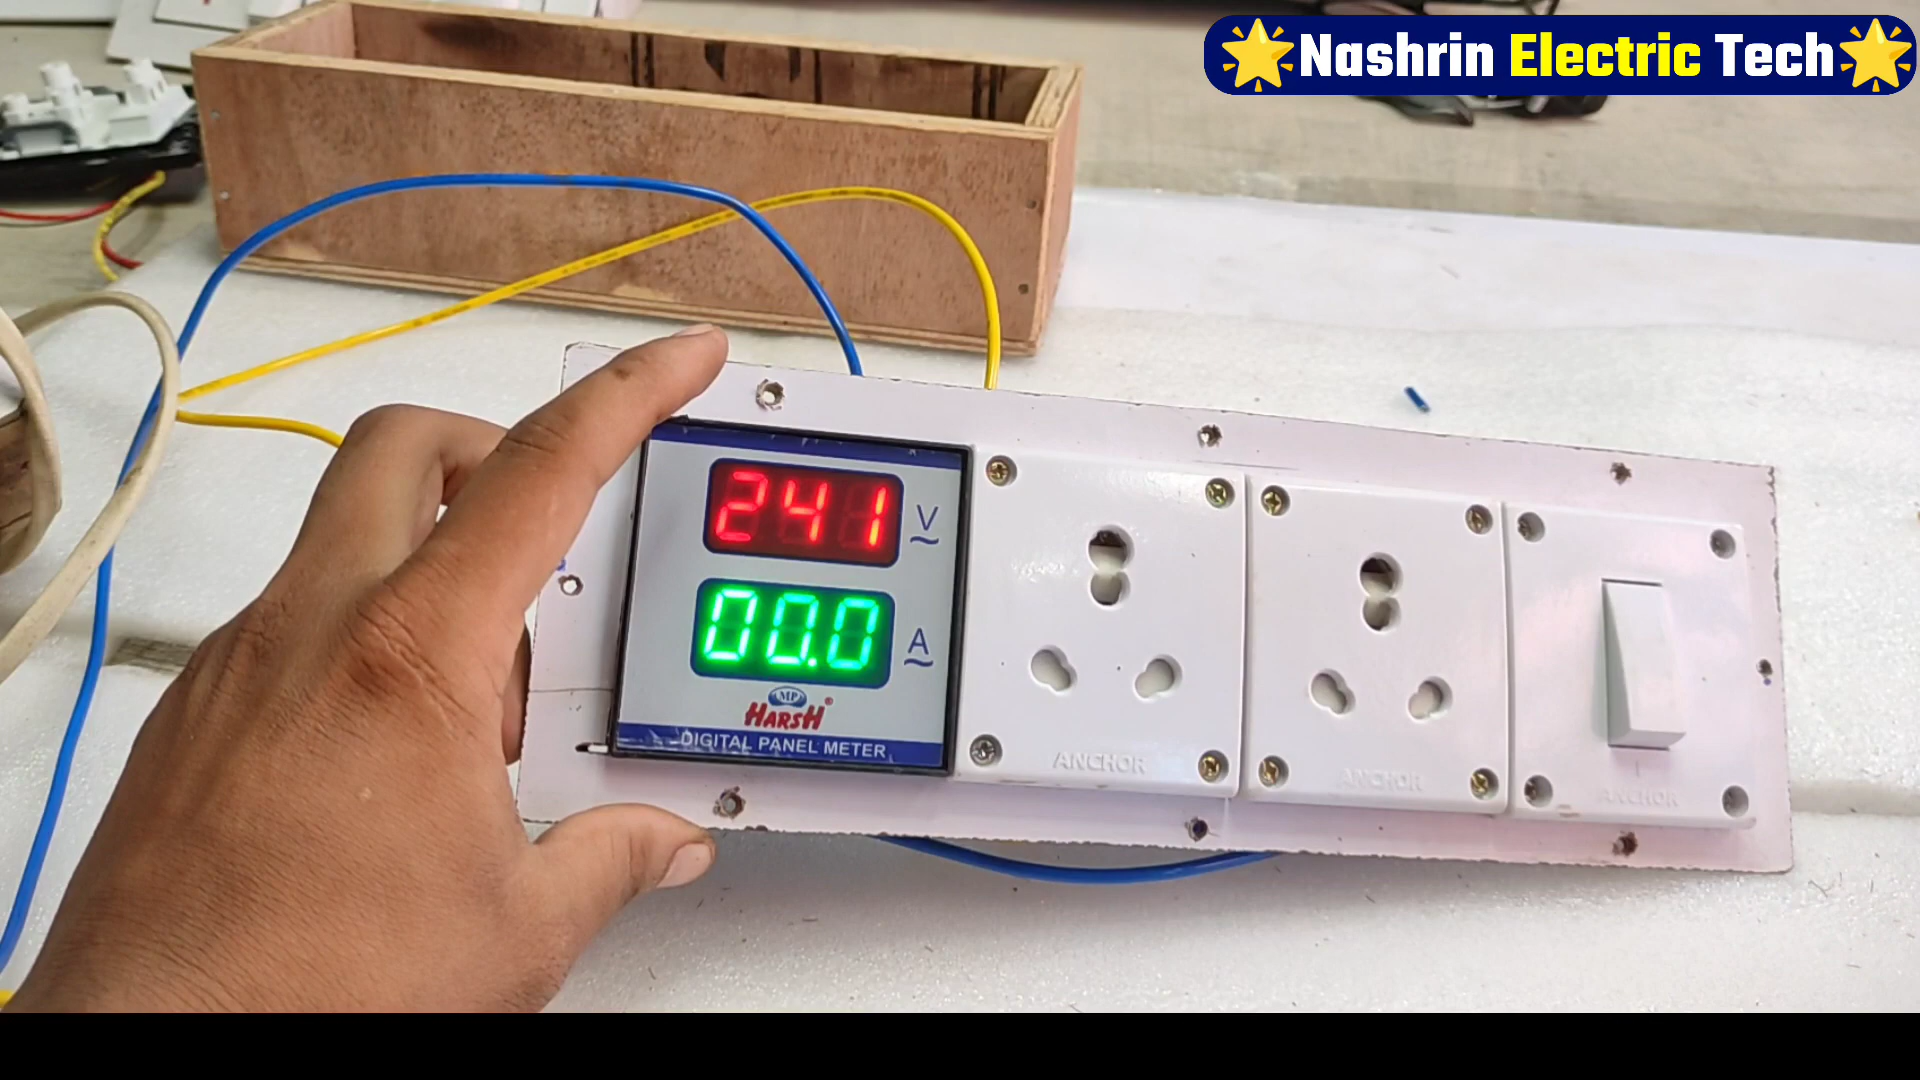 🌟Nashrin Electric Tech🌟
241 V
00.0 A
MP
HARSH®
DIGITAL PANEL METER
ANCHOR
ANCHOR
ANCHOR